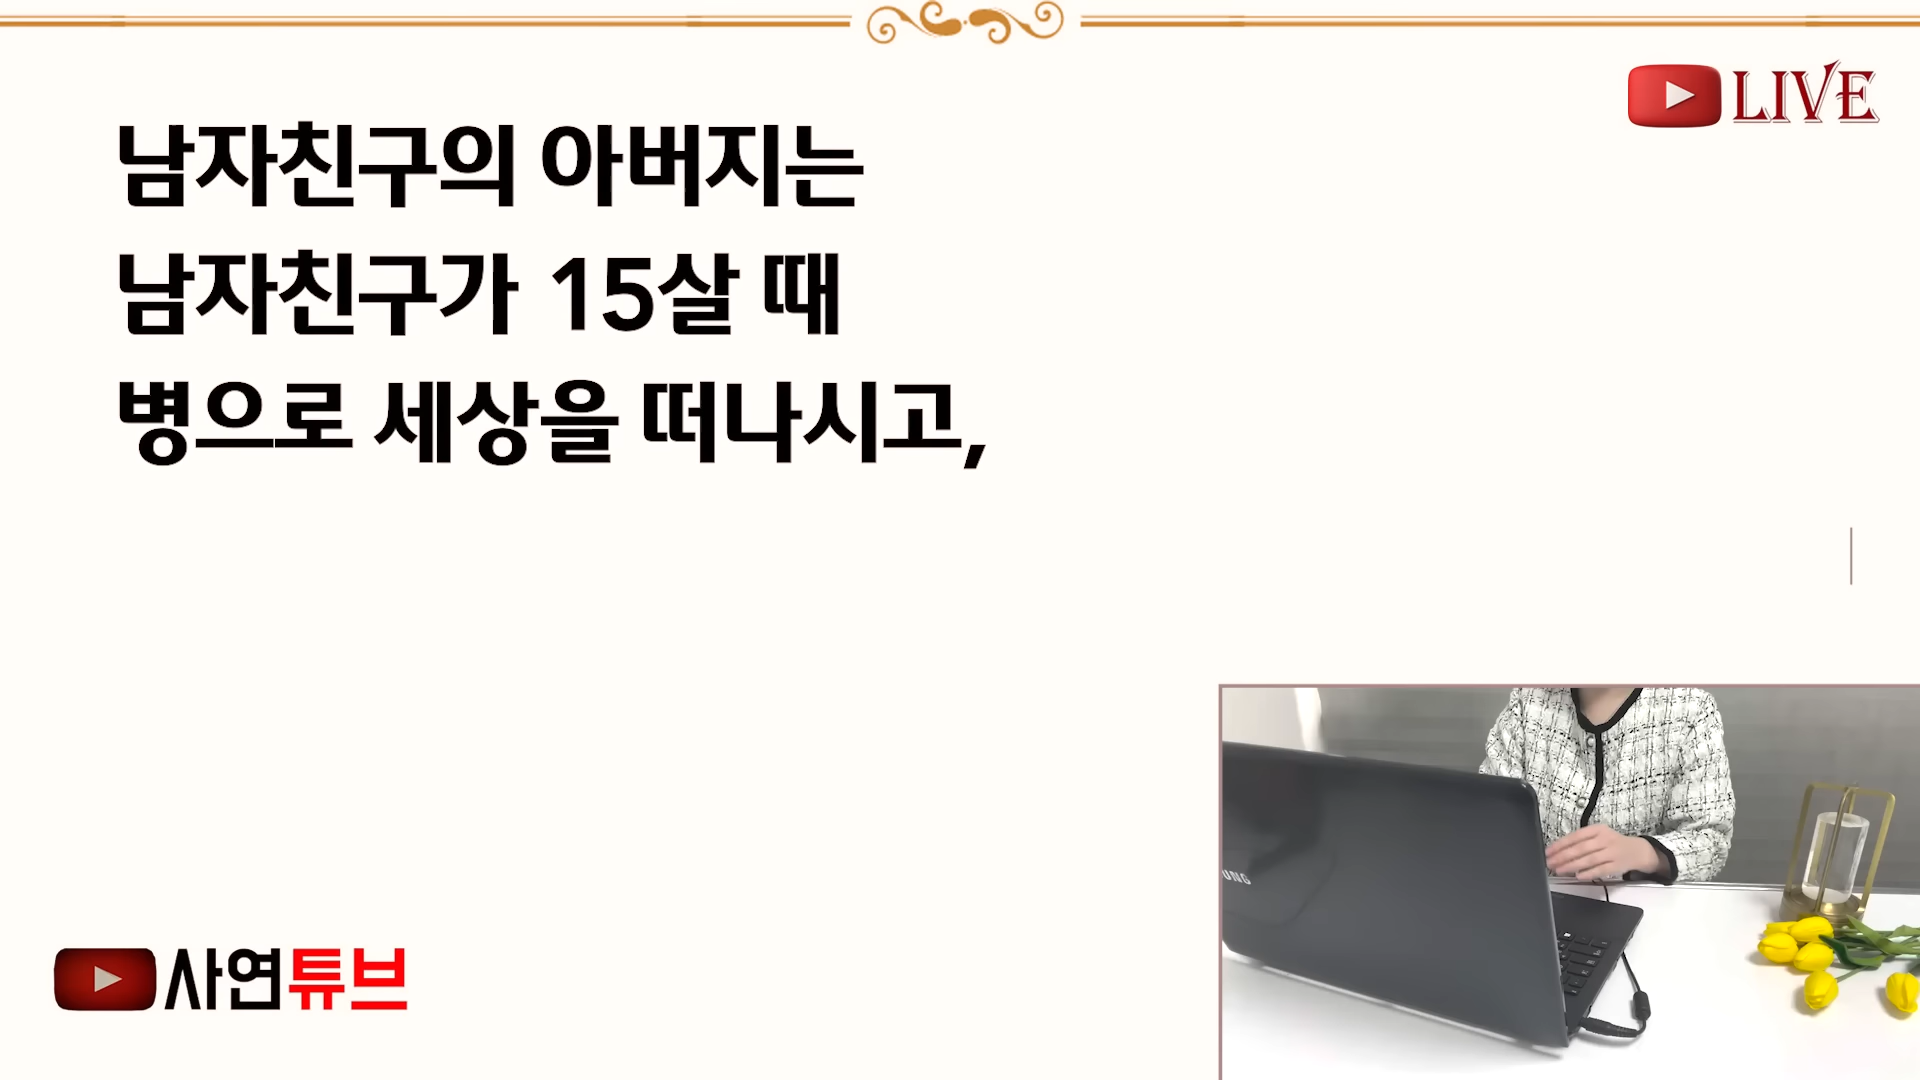 LIVE
남자친구의 아버지는
남자친구가 15살 때
병으로 세상을 떠나시고,
UNG
사연튜브